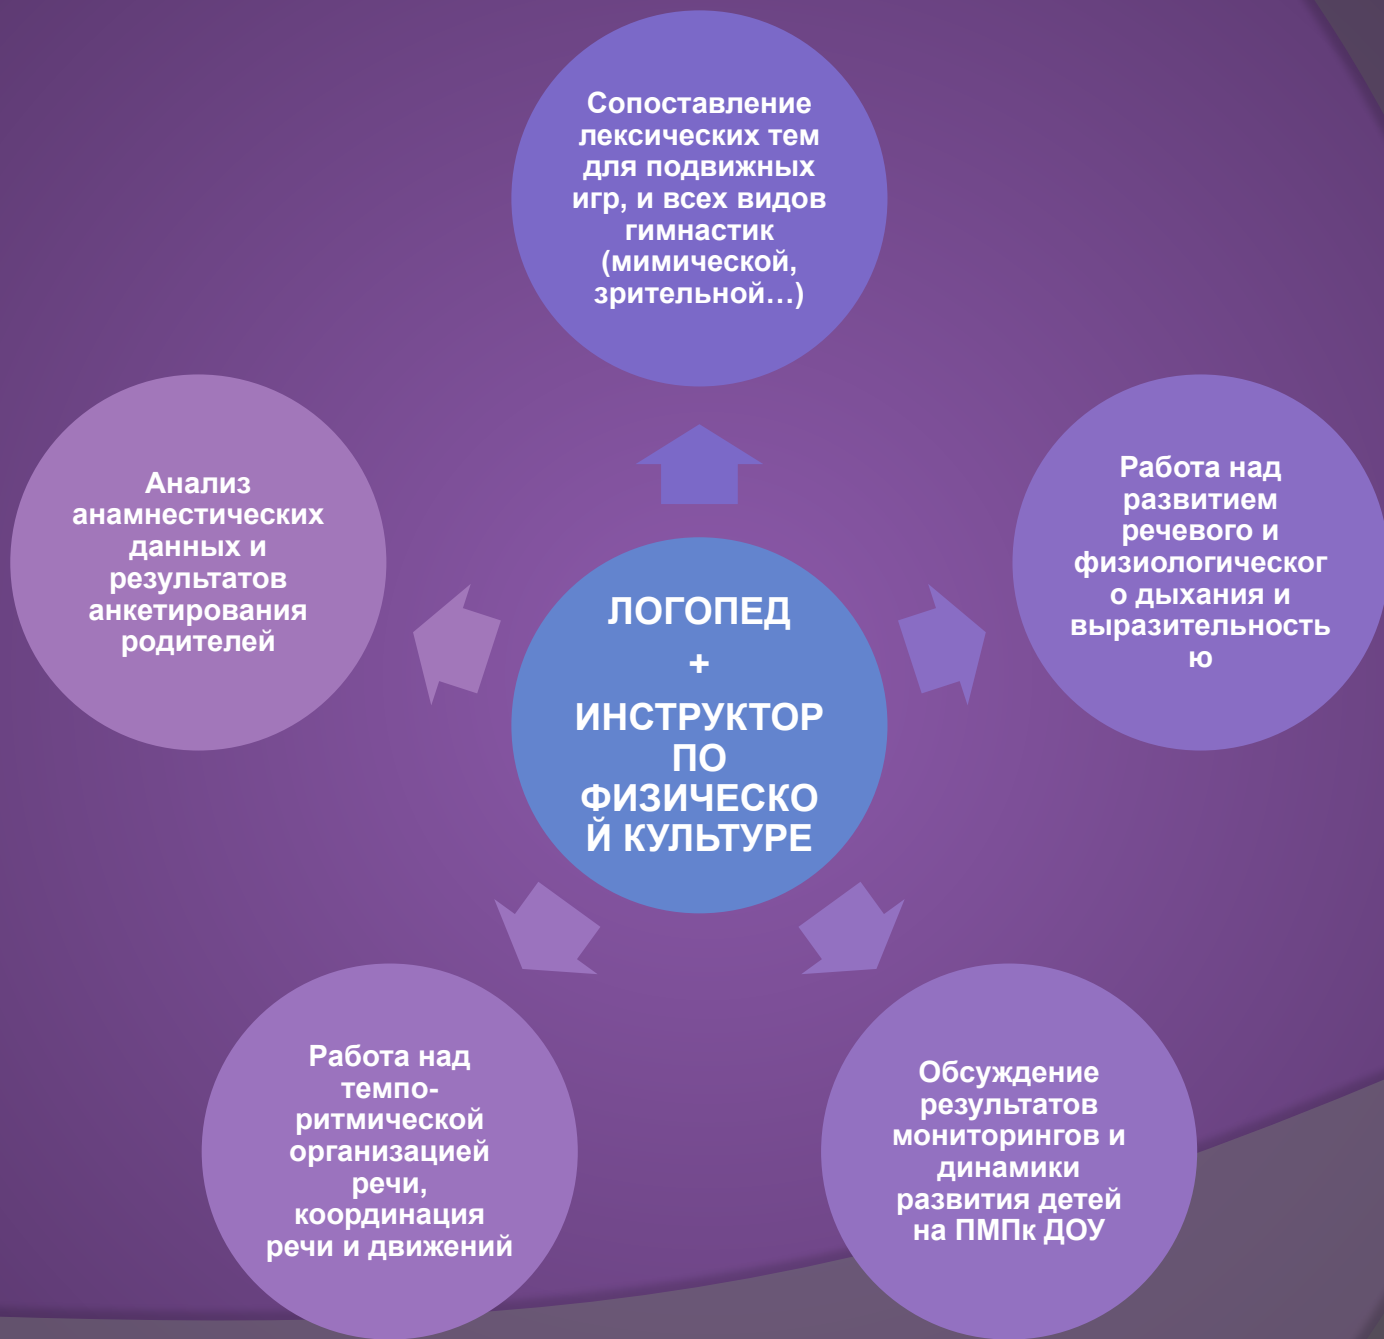 Сопоставление
лексических тем
для подвижных
игр, и всех видов
гимнастик
(мимической,
зрительной…)
Анализ
анамнестических
данных и
результатов
анкетирования
родителей
Работа над
развитием
речевого и
физиологическог
о дыхания и
выразительность
ю
ЛОГОПЕД
+
ИНСТРУКТОР
ПО
ФИЗИЧЕСКО
Й КУЛЬТУРЕ
Работа над
темпо-
ритмической
организацией
речи,
координация
речи и движений
Обсуждение
результатов
мониторингов и
динамики
развития детей
на ПМПк ДОУ